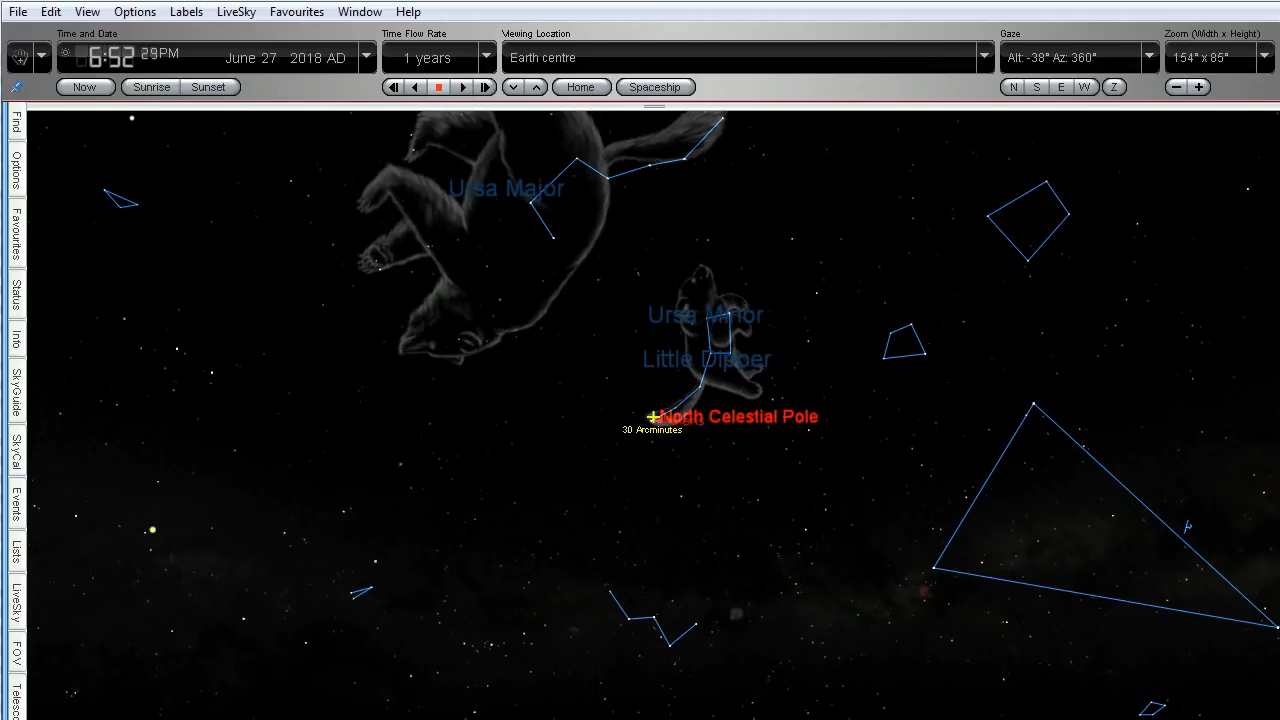 File Edit View Options Labels LiveSky Favourites Window Help
Time and Date Time Flow Rate Viewing Location Gaze Zoom (Width x Height)
6:52 29PM June 27 2018 AD 1 years Earth centre Alt: -38° Az: 360° 154° x 85°
Now Sunrise Sunset Home Spaceship N S E W Z
Find
Options
Favourites
Status
Info
SkyGuide
SkyCal
Events
Lists
LiveSky
FOV
Telesco
Ursa Major
Ursa Minor
Little Dipper
North Celestial Pole
30 Arcminutes